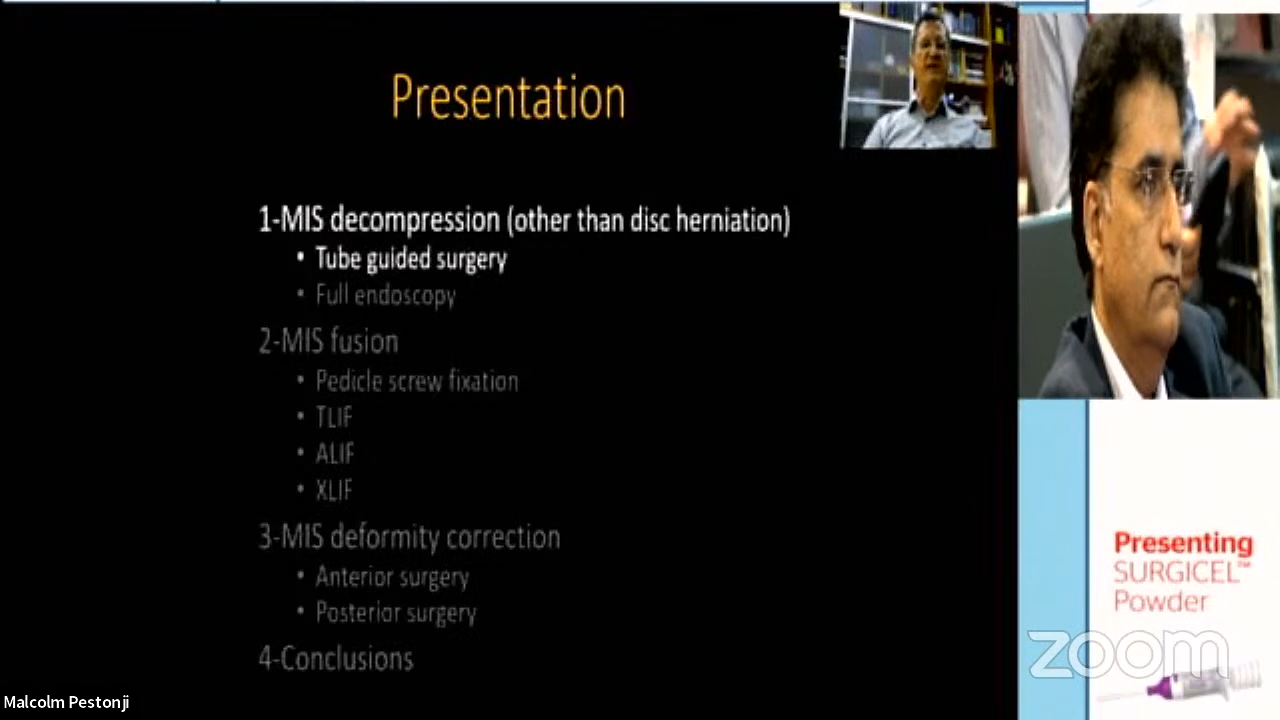 Presentation
1-MIS decompression (other than disc herniation)
• Tube guided surgery
• Full endoscopy
2-MIS fusion
• Pedicle screw fixation
• TLIF
• ALIF
• XLIF
3-MIS deformity correction
• Anterior surgery
• Posterior surgery
4-Conclusions
Presenting
SURGICEL™
Powder
zoom
Malcolm Pestonji